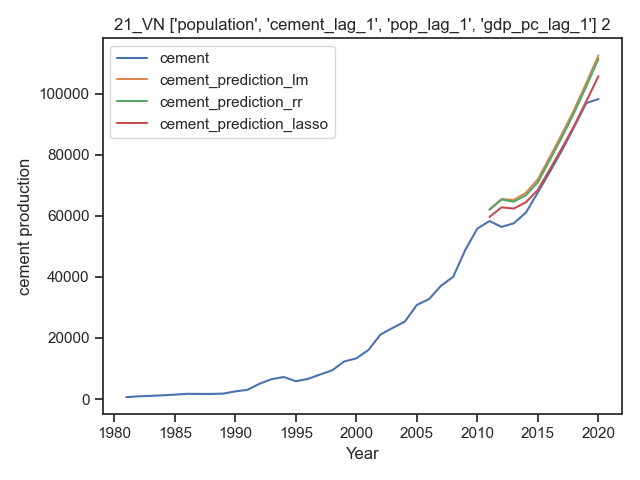 21_VN ['population', 'cement_lag_1', 'pop_lag_1', 'gdp_pc_lag_1'] 2
cement
cement_prediction_lm
cement_prediction_rr
cement_prediction_lasso
cement production
100000
80000
60000
40000
20000
0
1980 1985 1990 1995 2000 2005 2010 2015 2020
Year